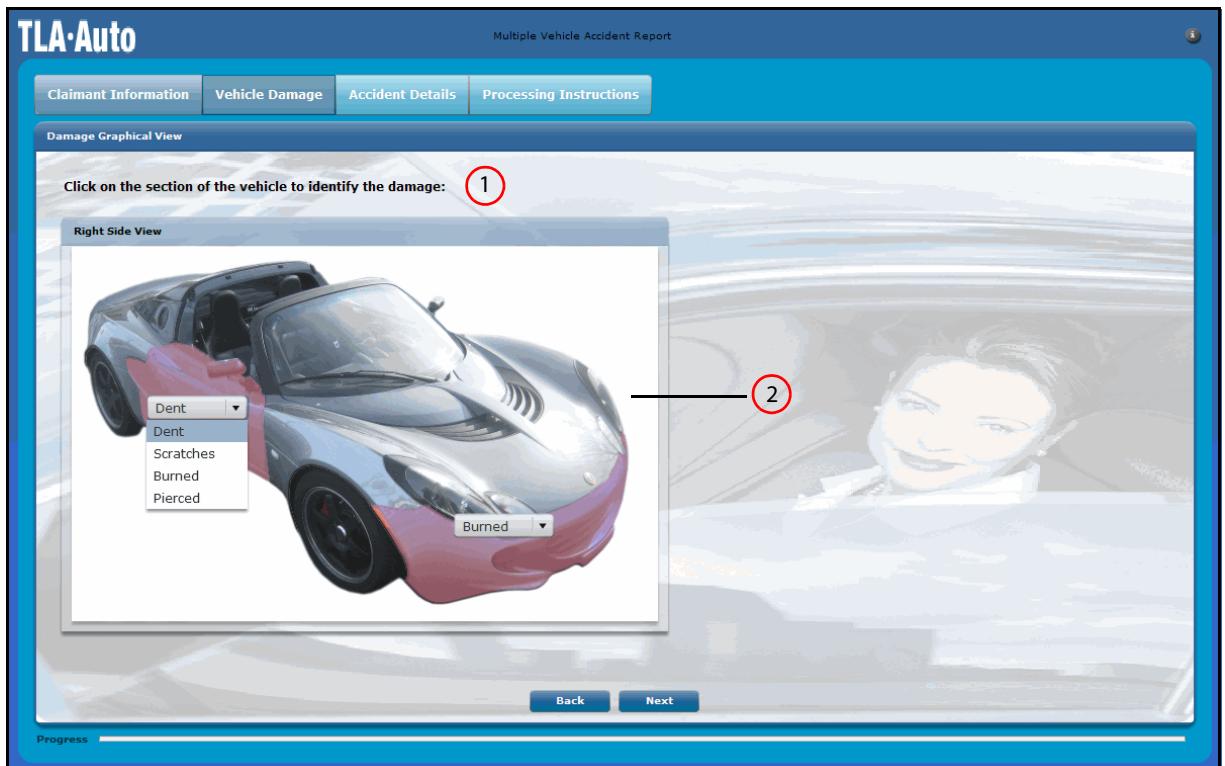 TLA·Auto
Multiple Vehicle Accident Report
i
Claimant Information Vehicle Damage Accident Details Processing Instructions
Damage Graphical View
Click on the section of the vehicle to identify the damage: 1
Right Side View
2
Dent
Dent
Scratches
Burned
Pierced
Burned
Back Next
Progress